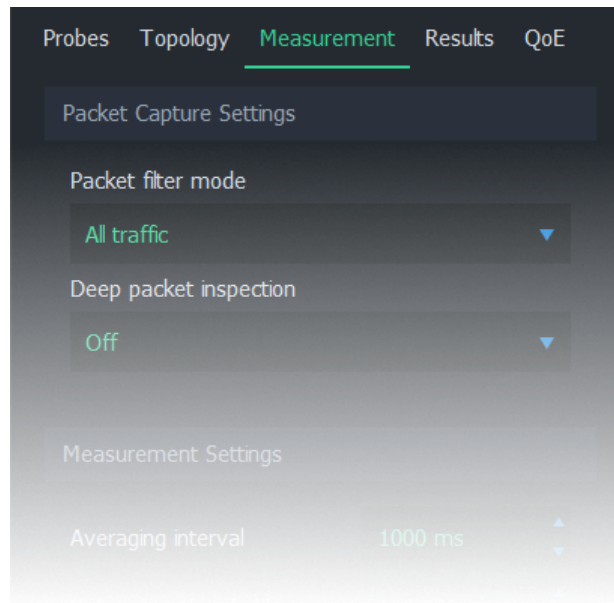 Probes Topology Measurement Results QoE
Packet Capture Settings
Packet filter mode
All traffic
Deep packet inspection
Off
Measurement Settings
Averaging interval 1000 ms